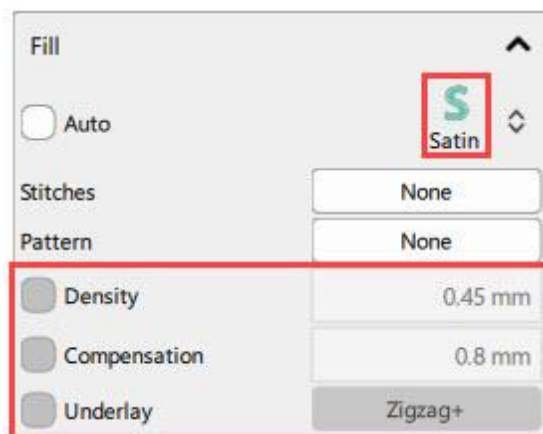 Fill
Auto
Satin
Stitches None
Pattern None
Density 0.45 mm
Compensation 0.8 mm
Underlay Zigzag+